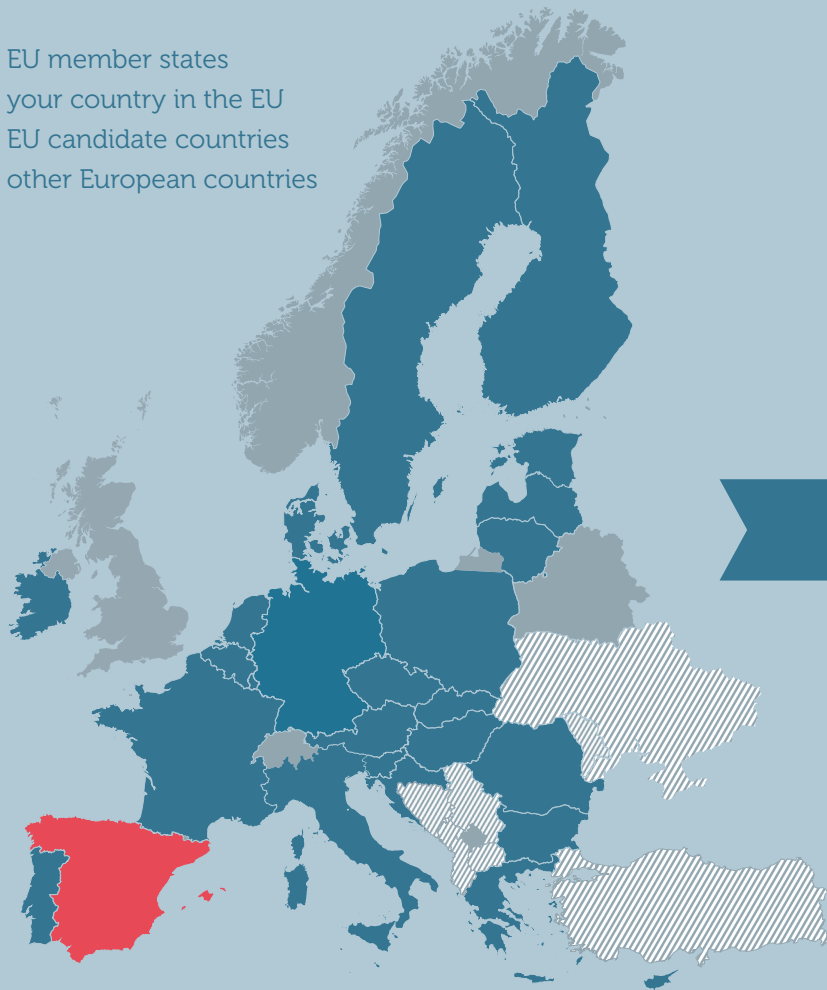 EU member states
your country in the EU
EU candidate countries
other European countries